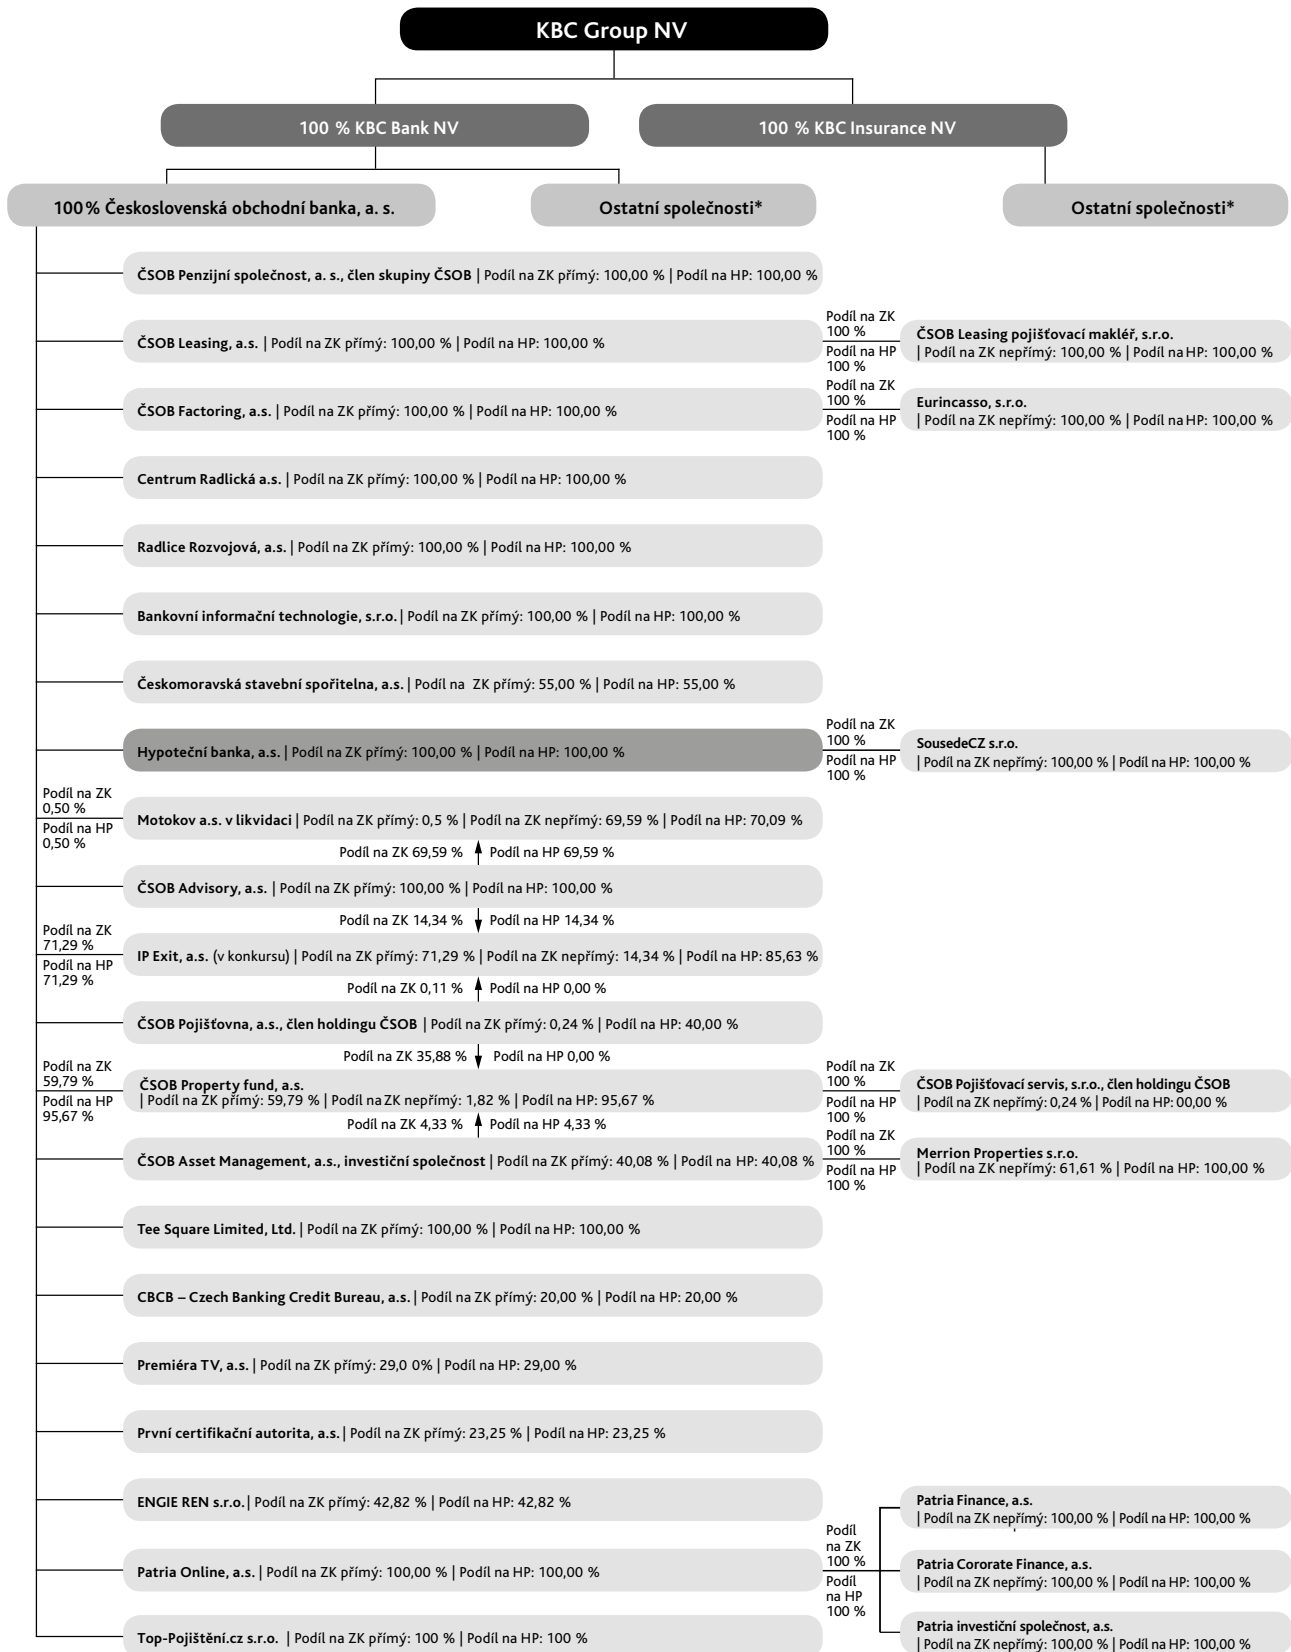 KBC Group NV
100 % KBC Bank NV
100 % KBC Insurance NV
100% Československá obchodní banka, a. s.
Ostatní společnosti*
Ostatní společnosti*
ČSOB Penzijní společnost, a. s., člen skupiny ČSOB | Podíl na ZK přímý: 100,00 % | Podíl na HP: 100,00 %
ČSOB Leasing, a.s. | Podíl na ZK přímý: 100,00 % | Podíl na HP: 100,00 %
Podíl na ZK
100 %
Podíl na HP
100 %
ČSOB Leasing pojišťovací makléř, s.r.o.
| Podíl na ZK nepřímý: 100,00 % | Podíl na HP: 100,00 %
ČSOB Factoring, a.s. | Podíl na ZK přímý: 100,00 % | Podíl na HP: 100,00 %
Podíl na ZK
100 %
Podíl na HP
100 %
Eurincasso, s.r.o.
| Podíl na ZK nepřímý: 100,00 % | Podíl na HP: 100,00 %
Centrum Radlická a.s. | Podíl na ZK přímý: 100,00 % | Podíl na HP: 100,00 %
Radlice Rozvojová, a.s. | Podíl na ZK přímý: 100,00 % | Podíl na HP: 100,00 %
Bankovní informační technologie, s.r.o. | Podíl na ZK přímý: 100,00 % | Podíl na HP: 100,00 %
Českomoravská stavební spořitelna, a.s. | Podíl na ZK přímý: 55,00 % | Podíl na HP: 55,00 %
Hypoteční banka, a.s. | Podíl na ZK přímý: 100,00 % | Podíl na HP: 100,00 %
Podíl na ZK
100 %
Podíl na HP
100 %
SousedeCZ s.r.o.
| Podíl na ZK nepřímý: 100,00 % | Podíl na HP: 100,00 %
Podíl na ZK
0,50 %
Podíl na HP
0,50 %
Motokov a.s. v likvidaci | Podíl na ZK přímý: 0,5 % | Podíl na ZK nepřímý: 69,59 % | Podíl na HP: 70,09 %
Podíl na ZK 69,59 % Podíl na HP 69,59 %
ČSOB Advisory, a.s. | Podíl na ZK přímý: 100,00 % | Podíl na HP: 100,00 %
Podíl na ZK 14,34 % Podíl na HP 14,34 %
Podíl na ZK
71,29 %
Podíl na HP
71,29 %
IP Exit, a.s. (v konkursu) | Podíl na ZK přímý: 71,29 % | Podíl na ZK nepřímý: 14,34 % | Podíl na HP: 85,63 %
Podíl na ZK 0,11 % Podíl na HP 0,00 %
ČSOB Pojišťovna, a.s., člen holdingu ČSOB | Podíl na ZK přímý: 0,24 % | Podíl na HP: 40,00 %
Podíl na ZK 35,88 % Podíl na HP 0,00 %
Podíl na ZK
59,79 %
Podíl na HP
95,67 %
ČSOB Property fund, a.s.
| Podíl na ZK přímý: 59,79 % | Podíl na ZK nepřímý: 1,82 % | Podíl na HP: 95,67 %
Podíl na ZK
100 %
Podíl na HP
100 %
ČSOB Pojišťovací servis, s.r.o., člen holdingu ČSOB
| Podíl na ZK nepřímý: 0,24 % | Podíl na HP: 00,00 %
Podíl na ZK 4,33 % Podíl na HP 4,33 %
ČSOB Asset Management, a.s., investiční společnost | Podíl na ZK přímý: 40,08 % | Podíl na HP: 40,08 %
Podíl na ZK
100 %
Podíl na HP
100 %
Merrion Properties s.r.o.
| Podíl na ZK nepřímý: 61,61 % | Podíl na HP: 100,00 %
Tee Square Limited, Ltd. | Podíl na ZK přímý: 100,00 % | Podíl na HP: 100,00 %
CBCB – Czech Banking Credit Bureau, a.s. | Podíl na ZK přímý: 20,00 % | Podíl na HP: 20,00 %
Premiéra TV, a.s. | Podíl na ZK přímý: 29,0 0% | Podíl na HP: 29,00 %
První certifikační autorita, a.s. | Podíl na ZK přímý: 23,25 % | Podíl na HP: 23,25 %
ENGIE REN s.r.o. | Podíl na ZK přímý: 42,82 % | Podíl na HP: 42,82 %
Patria Online, a.s. | Podíl na ZK přímý: 100,00 % | Podíl na HP: 100,00 %
Podíl
na ZK
100 %
Podíl
na HP
100 %
Patria Finance, a.s.
| Podíl na ZK nepřímý: 100,00 % | Podíl na HP: 100,00 %
Patria Cororate Finance, a.s.
| Podíl na ZK nepřímý: 100,00 % | Podíl na HP: 100,00 %
Patria investiční společnost, a.s.
| Podíl na ZK nepřímý: 100,00 % | Podíl na HP: 100,00 %
Top-Pojištění.cz s.r.o. | Podíl na ZK přímý: 100 % | Podíl na HP: 100 %